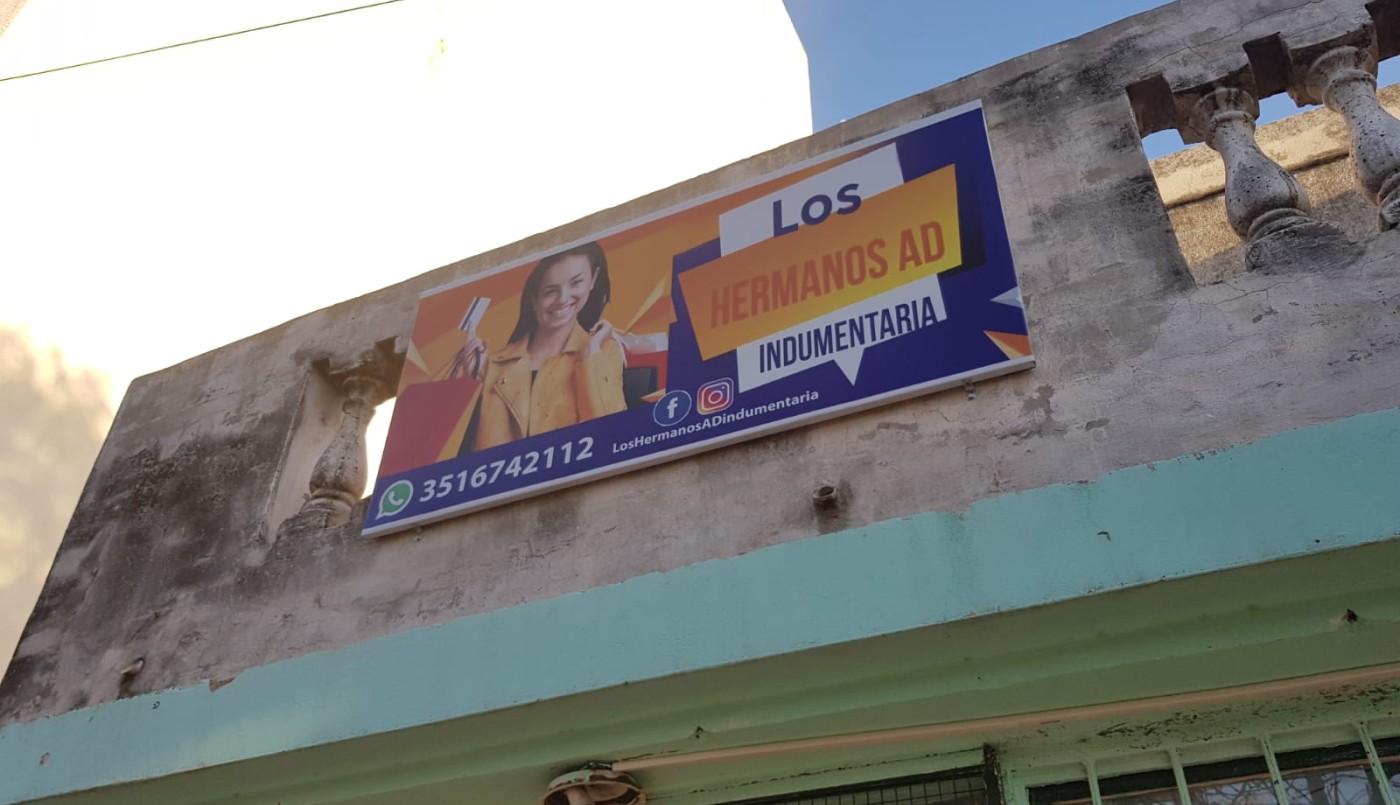 Los
HERMANOS AD
INDUMENTARIA
LosHermanosADindumentaria
3516742112